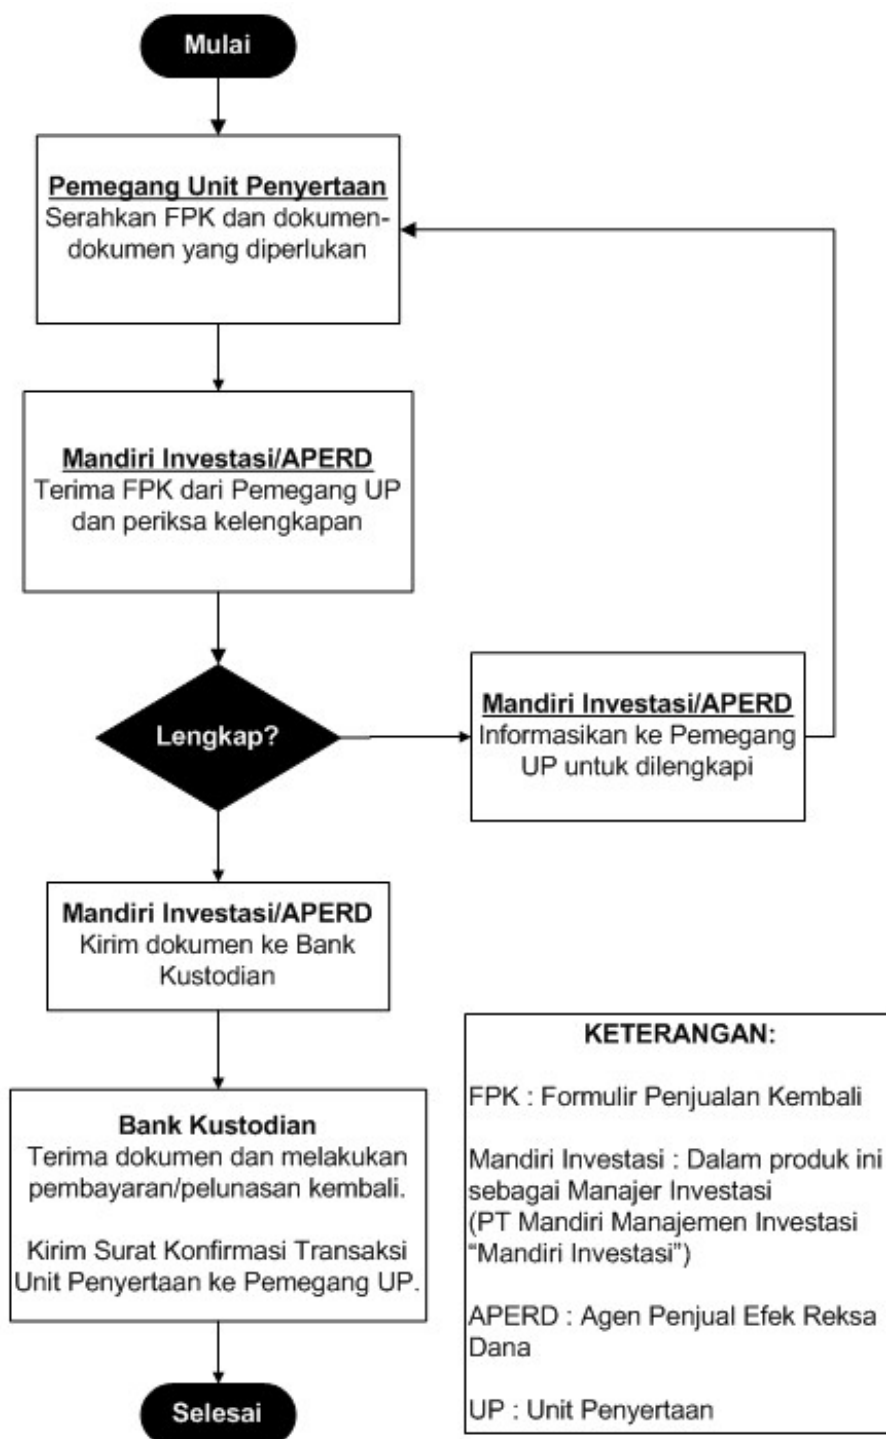 Mulai
Pemegang Unit Penyertaan
Serahkan FPK dan dokumen-
dokumen yang diperlukan
Mandiri Investasi/APERD
Terima FPK dari Pemegang UP
dan periksa kelengkapan
Lengkap?
Mandiri Investasi/APERD
Informasikan ke Pemegang
UP untuk dilengkapi
Mandiri Investasi/APERD
Kirim dokumen ke Bank
Kustodian
Bank Kustodian
Terima dokumen dan melakukan
pembayaran/pelunasan kembali.
Kirim Surat Konfirmasi Transaksi
Unit Penyertaan ke Pemegang UP.
Selesai
KETERANGAN:
FPK : Formulir Penjualan Kembali
Mandiri Investasi : Dalam produk ini
sebagai Manajer Investasi
(PT Mandiri Manajemen Investasi
“Mandiri Investasi”)
APERD : Agen Penjual Efek Reksa
Dana
UP : Unit Penyertaan